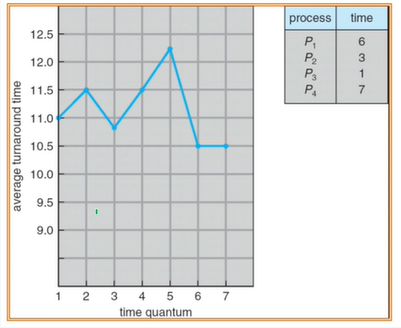 process time
P1 6
P2 3
P3 1
P4 7
average turnaround time
12.5
12.0
11.5
11.0
10.5
10.0
9.5
9.0
1 2 3 4 5 6 7
time quantum